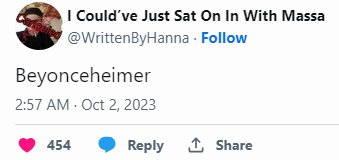 I Could've Just Sat On In With Massa
@WrittenByHanna · Follow
Beyonceheimer
2:57 AM · Oct 2, 2023
454 Reply Share